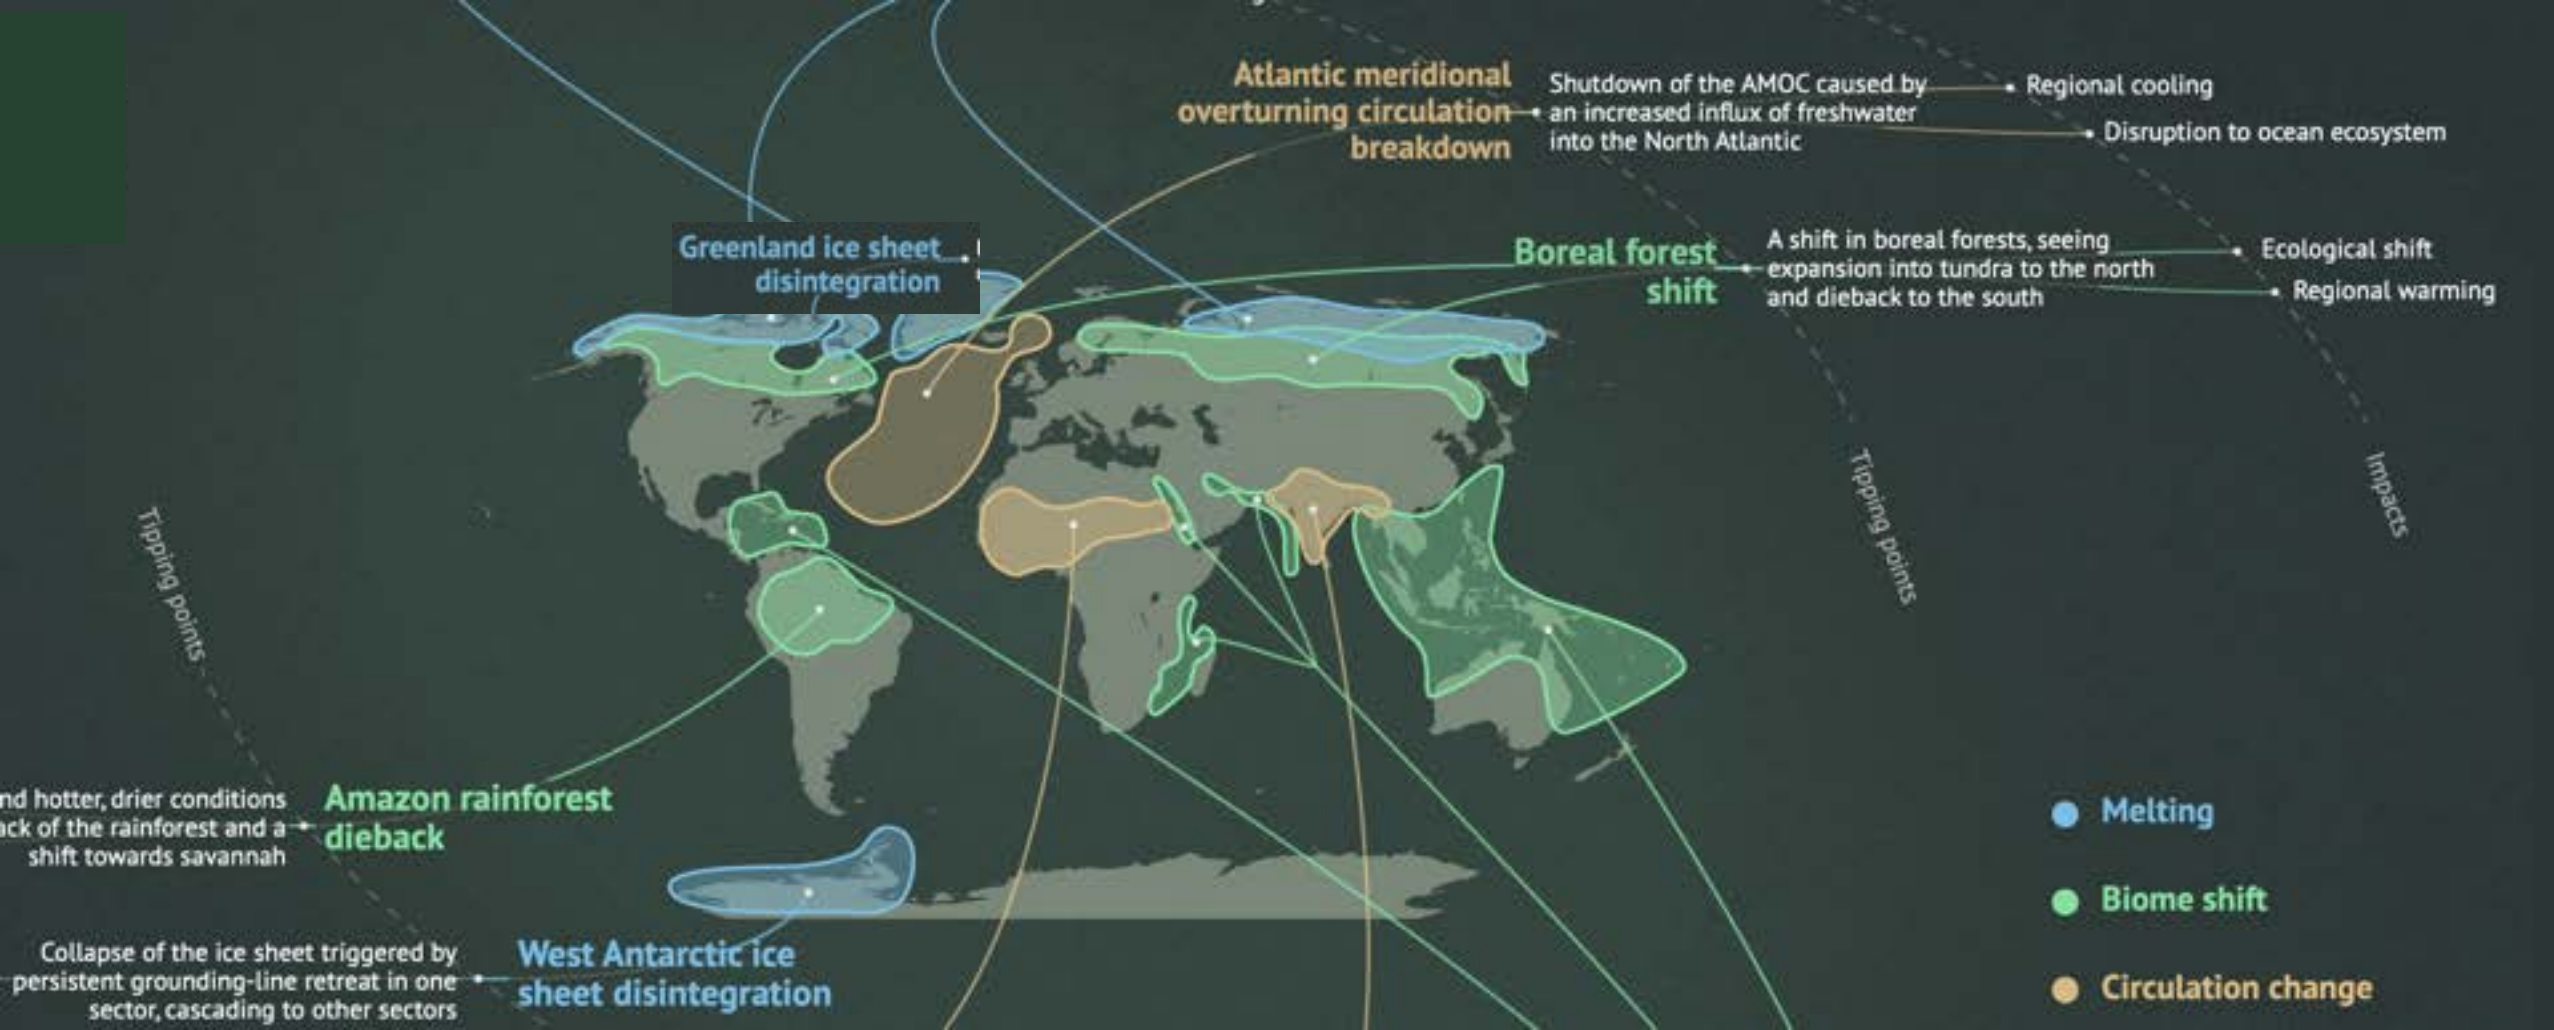 Atlantic meridional
overturning circulation
breakdown
Shutdown of the AMOC caused by
an increased influx of freshwater
into the North Atlantic
Regional cooling
Disruption to ocean ecosystem
Greenland ice sheet
disintegration
Boreal forest
shift
A shift in boreal forests, seeing
expansion into tundra to the north
and dieback to the south
Ecological shift
Regional warming
Tipping points
Tipping points
Impacts
hotter, drier conditions
of the rainforest and a
shift towards savannah
Amazon rainforest
dieback
Collapse of the ice sheet triggered by
persistent grounding-line retreat in one
sector, cascading to other sectors
West Antarctic ice
sheet disintegration
Melting
Biome shift
Circulation change